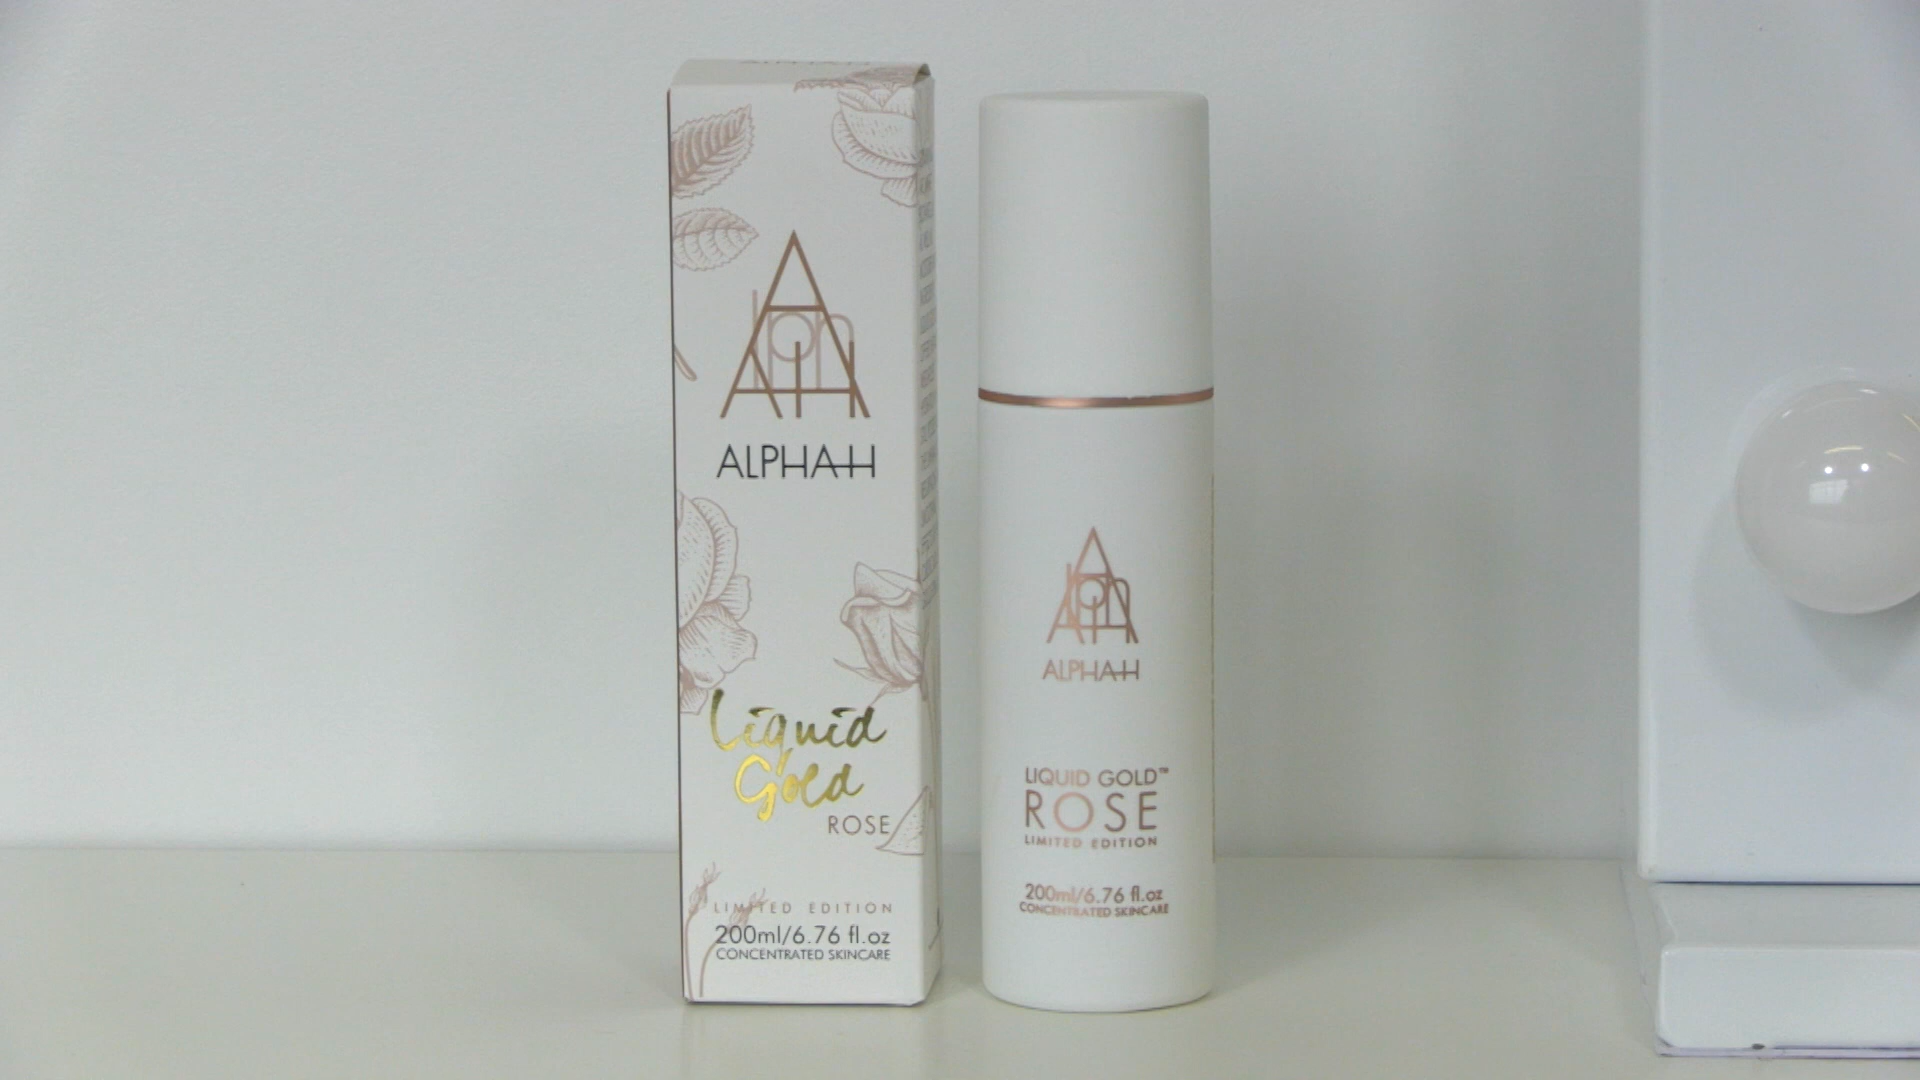 ALPHA-H
Liquid
Gold
ROSE
LIMITED EDITION
200ml/6.76 fl.oz
CONCENTRATED SKINCARE
ALPHA-H
LIQUID GOLD™
ROSE
LIMITED EDITION
200ml/6.76 fl.oz
CONCENTRATED SKINCARE